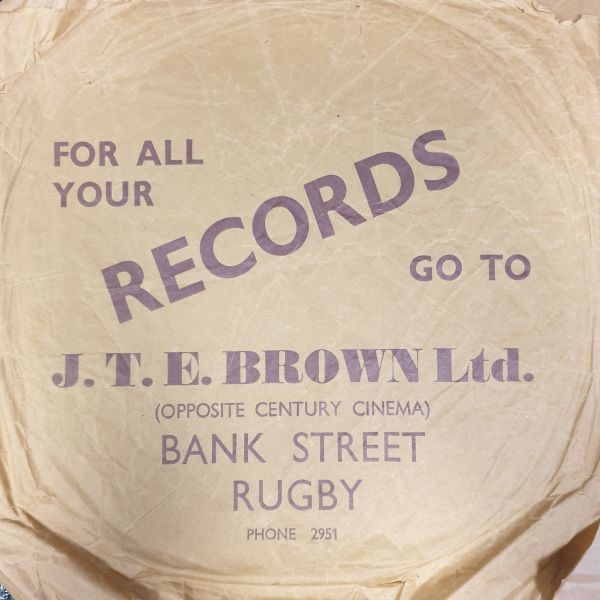 FOR ALL
YOUR
RECORDS
GO TO
J. T. E. BROWN Ltd.
(OPPOSITE CENTURY CINEMA)
BANK STREET
RUGBY
PHONE 2951